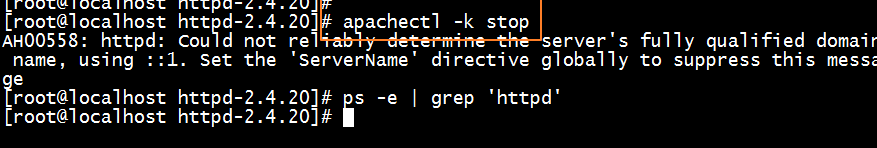 [root@localhost httpd-2.4.20]#
[root@localhost httpd-2.4.20]# apachectl -k stop
AH00558: httpd: Could not reliably determine the server's fully qualified domain
 name, using ::1. Set the 'ServerName' directive globally to suppress this messa
ge
[root@localhost httpd-2.4.20]# ps -e | grep 'httpd'
[root@localhost httpd-2.4.20]#